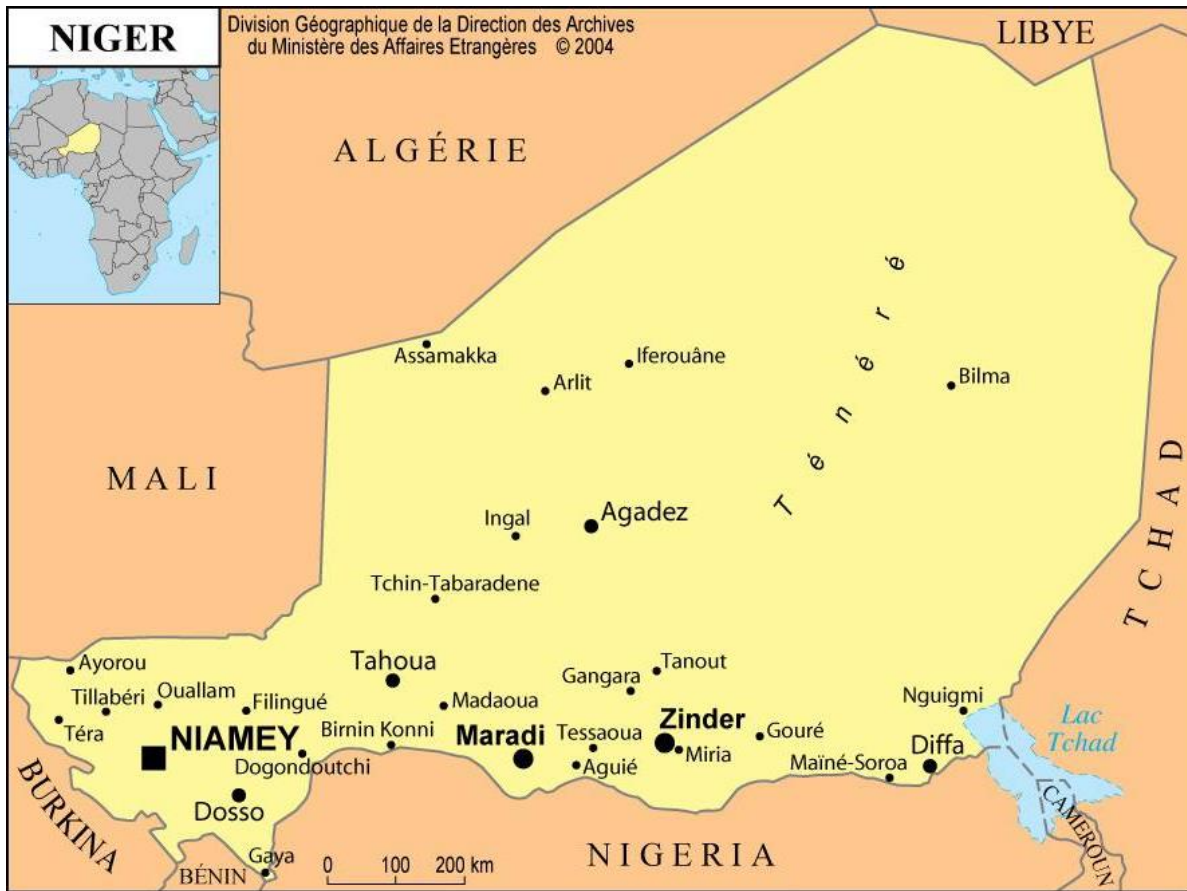 NIGER
Division Géographique de la Direction des Archives
du Ministère des Affaires Etrangères © 2004
LIBYE
ALGÉRIE
Assamakka
Iferouâne
Arlit
Bilma
Ténéré
MALI
TCHAD
Ingal
Agadez
Tchin-Tabaradene
Ayorou
Tahoua
Tanout
Gangara
Tillabéri
Ouallam
Filingué
Madaoua
Nguigmi
Téra
NIAMEY
Birnin Konni
Maradi
Tessaoua
Zinder
Gouré
Lac
Tchad
Diffa
Dogondoutchi
Aguié
Miria
Maïné-Soroa
Dosso
BURKINA
CAMEROUN
Gaya
BÉNIN
0 100 200 km
NIGERIA